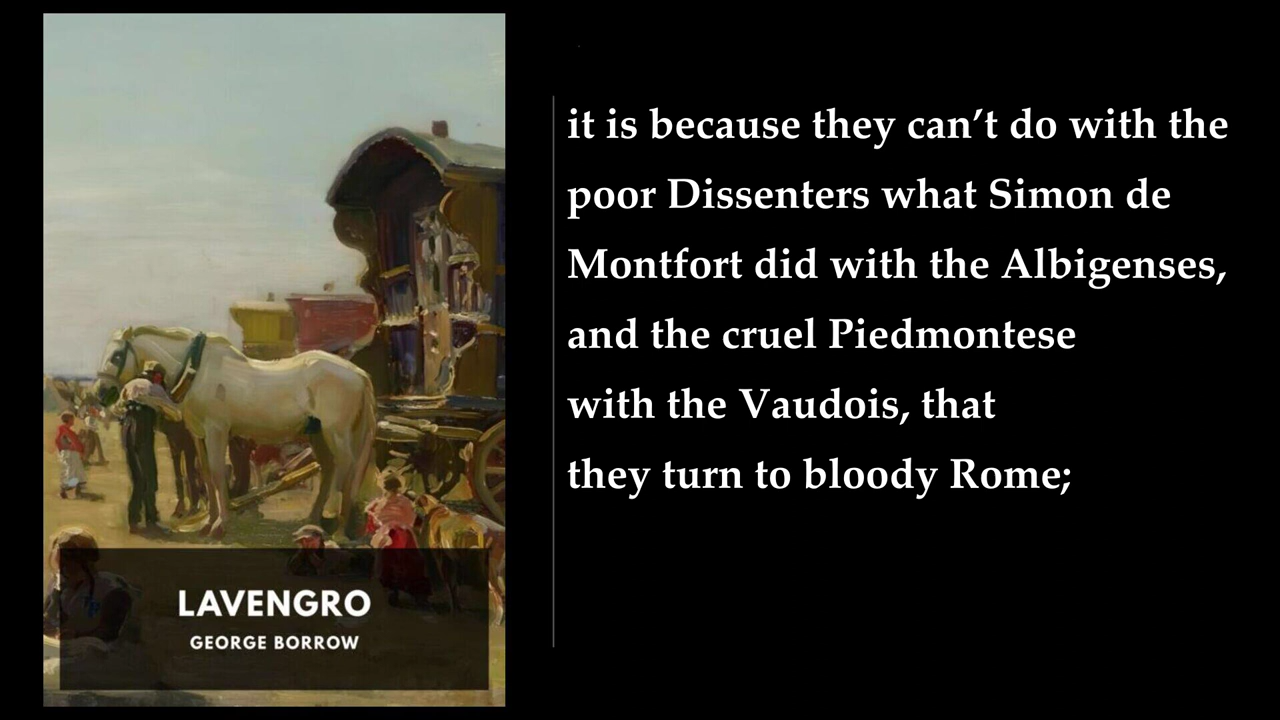 it is because they can’t do with the
poor Dissenters what Simon de
Montfort did with the Albigenses,
and the cruel Piedmontese
with the Vaudois, that
they turn to bloody Rome;
LAVENGRO
GEORGE BORROW